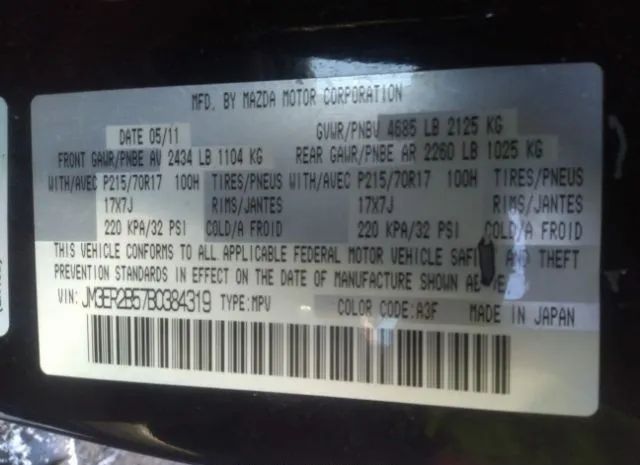 MFD. BY MAZDA MOTOR CORPORATION
DATE 05/11 GVWR/PNBV 4685 LB 2125 KG
FRONT GAWR/PNBE AV 2434 LB 1104 KG REAR GAWR/PNBE AR 2260 LB 1025 KG
WITH/AVEC P215/70R17 100H TIRES/PNEUS WITH/AVEC P215/70R17 100H TIRES/PNEUS
17X7J RIMS/JANTES 17X7J RIMS/JANTES
220 KPA/32 PSI COLD/A FROID 220 KPA/32 PSI COLD/A FROID
THIS VEHICLE CONFORMS TO ALL APPLICABLE FEDERAL MOTOR VEHICLE AND THEFT
PREVENTION STANDARDS IN EFFECT ON THE DATE OF MANUFACTURE SHOWN
VIN: JM3ER2B57B0384319 TYPE:MPV COLOR CODE:A3F MADE IN JAPAN